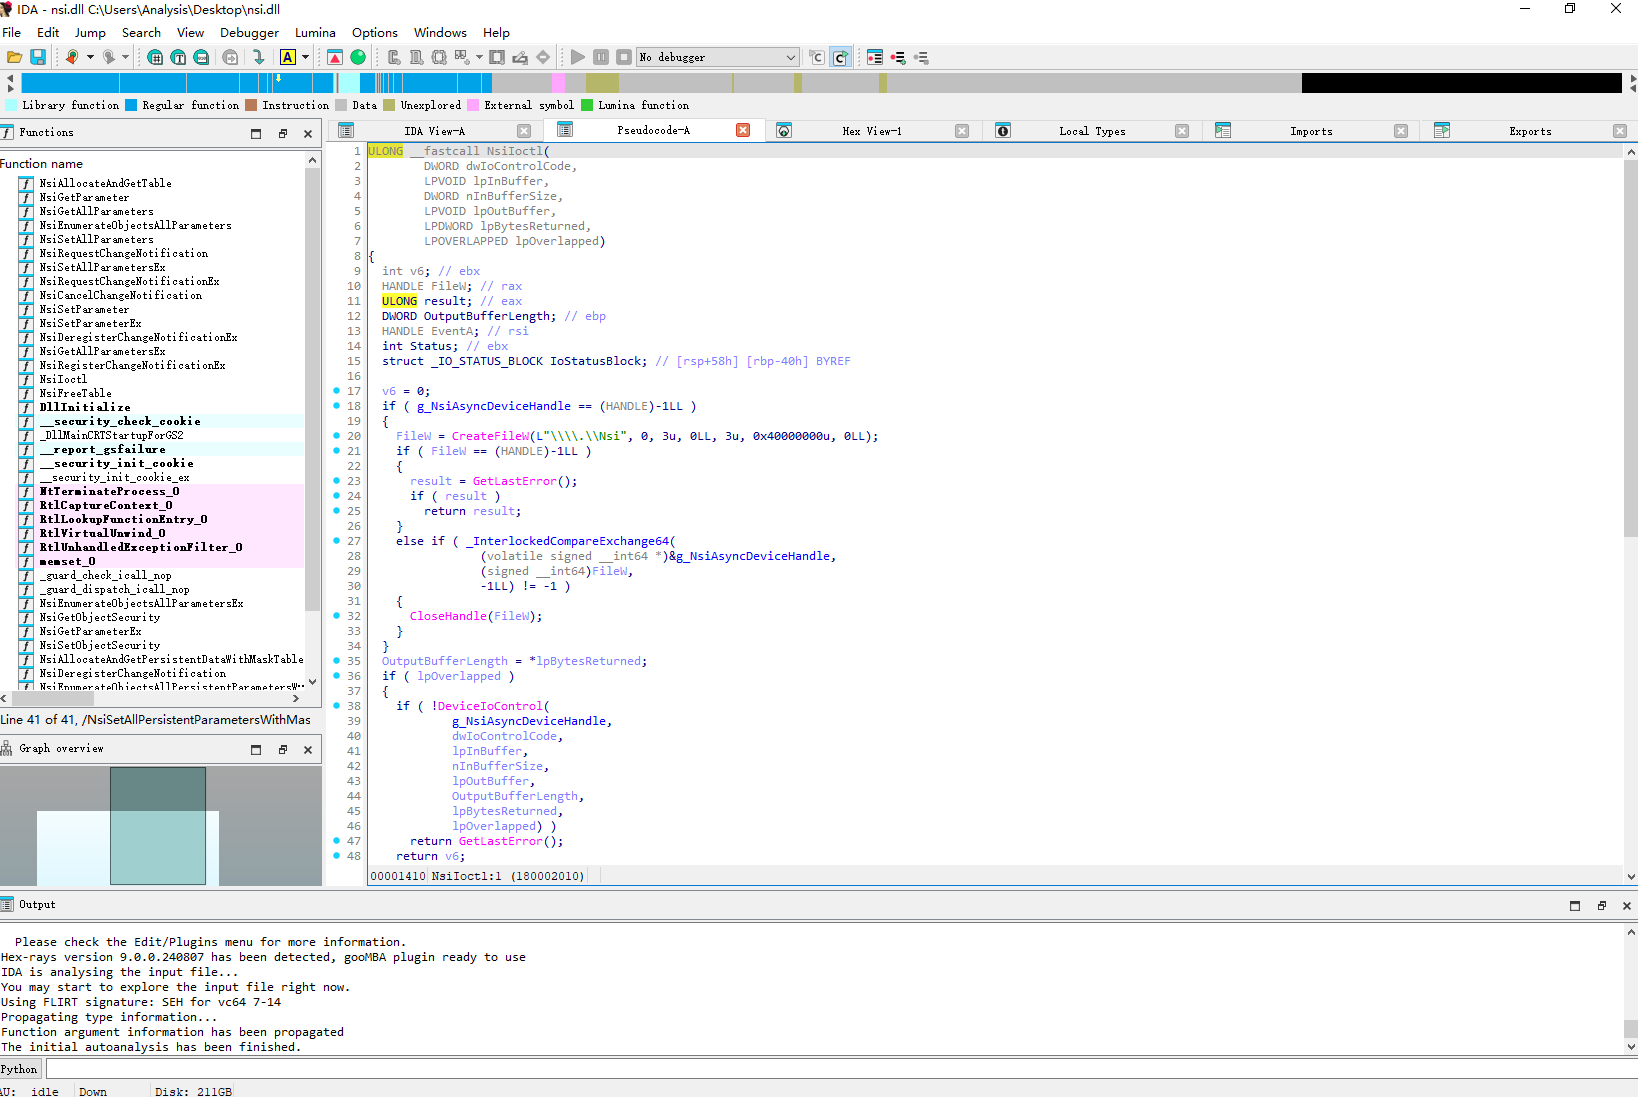 IDA - nsi.dll C:\Users\Analysis\Desktop\nsi.dll
File Edit Jump Search View Debugger Lumina Options Windows Help
No debugger
Library function Regular function Instruction Data Unexplored External symbol Lumina function
Functions
IDA View-A Pseudocode-A Hex View-1 Local Types Imports Exports
Function name
NsiAllocateAndGetTable
NsiGetParameter
NsiGetAllParameters
NsiEnumerateObjectsAllParameters
NsiSetAllParameters
NsiRequestChangeNotification
NsiSetAllParametersEx
NsiRequestChangeNotificationEx
NsiCancelChangeNotification
NsiSetParameter
NsiSetParameterEx
NsiDeregisterChangeNotificationEx
NsiGetAllParametersEx
NsiRegisterChangeNotificationEx
NsiIoctl
NsiFreeTable
DllInitialize
__security_check_cookie
_DllMainCRTStartupForGS2
__report_gsfailure
__security_init_cookie
__security_init_cookie_ex
NtTerminateProcess_0
RtlCaptureContext_0
RtlLookupFunctionEntry_0
RtlVirtualUnwind_0
RtlUnhandledExceptionFilter_0
memset_0
_guard_check_icall_nop
_guard_dispatch_icall_nop
NsiEnumerateObjectsAllParametersEx
NsiGetObjectSecurity
NsiGetParameterEx
NsiSetObjectSecurity
NsiAllocateAndGetPersistentDataWithMaskTable
NsiDeregisterChangeNotification
NsiEnumerateObjectsAllPersistentParametersW…
Line 41 of 41, /NsiSetAllPersistentParametersWithMas
Graph overview
1 ULONG __fastcall NsiIoctl(
2 DWORD dwIoControlCode,
3 LPVOID lpInBuffer,
4 DWORD nInBufferSize,
5 LPVOID lpOutBuffer,
6 LPDWORD lpBytesReturned,
7 LPOVERLAPPED lpOverlapped)
8 {
9 int v6; // ebx
10 HANDLE FileW; // rax
11 ULONG result; // eax
12 DWORD OutputBufferLength; // ebp
13 HANDLE EventA; // rsi
14 int Status; // ebx
15 struct _IO_STATUS_BLOCK IoStatusBlock; // [rsp+58h] [rbp-40h] BYREF
16
17 v6 = 0;
18 if ( g_NsiAsyncDeviceHandle == (HANDLE)-1LL )
19 {
20 FileW = CreateFileW(L"\\\\.\\Nsi", 0, 3u, 0LL, 3u, 0x40000000u, 0LL);
21 if ( FileW == (HANDLE)-1LL )
22 {
23 result = GetLastError();
24 if ( result )
25 return result;
26 }
27 else if ( _InterlockedCompareExchange64(
28 (volatile signed __int64 *)&g_NsiAsyncDeviceHandle,
29 (signed __int64)FileW,
30 -1LL) != -1 )
31 {
32 CloseHandle(FileW);
33 }
34 }
35 OutputBufferLength = *lpBytesReturned;
36 if ( lpOverlapped )
37 {
38 if ( !DeviceIoControl(
39 g_NsiAsyncDeviceHandle,
40 dwIoControlCode,
41 lpInBuffer,
42 nInBufferSize,
43 lpOutBuffer,
44 OutputBufferLength,
45 lpBytesReturned,
46 lpOverlapped) )
47 return GetLastError();
48 return v6;
00001410 NsiIoctl:1 (180002010)
Output
Please check the Edit/Plugins menu for more information.
Hex-rays version 9.0.0.240807 has been detected, gooMBA plugin ready to use
IDA is analysing the input file...
You may start to explore the input file right now.
Using FLIRT signature: SEH for vc64 7-14
Propagating type information...
Function argument information has been propagated
The initial autoanalysis has been finished.
Python
AU: idle Down Disk: 211GB